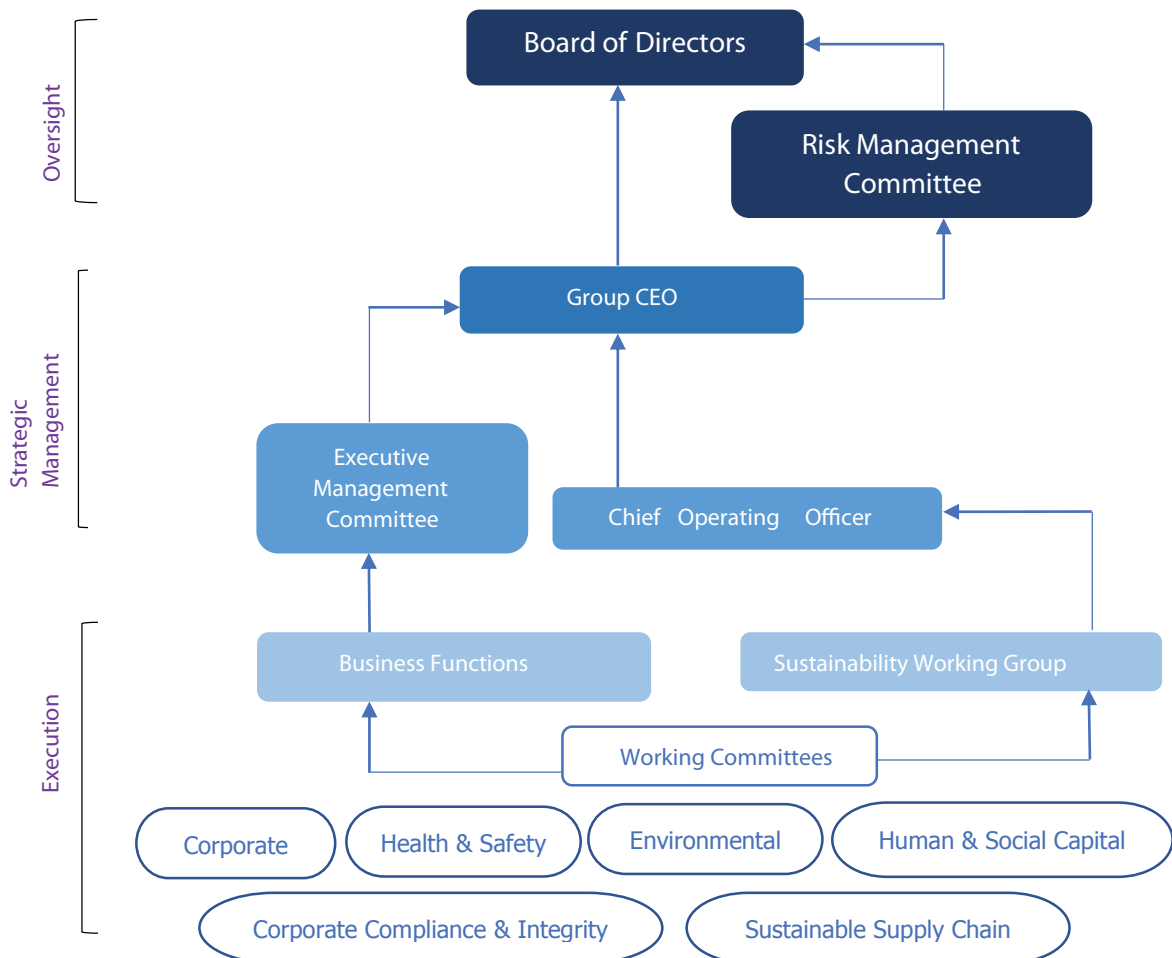 Oversight
Board of Directors
Risk Management
Committee
Strategic
Management
Group CEO
Executive
Management
Committee
Chief Operating Officer
Execution
Business Functions
Sustainability Working Group
Working Committees
Corporate
Health & Safety
Environmental
Human & Social Capital
Corporate Compliance & Integrity
Sustainable Supply Chain